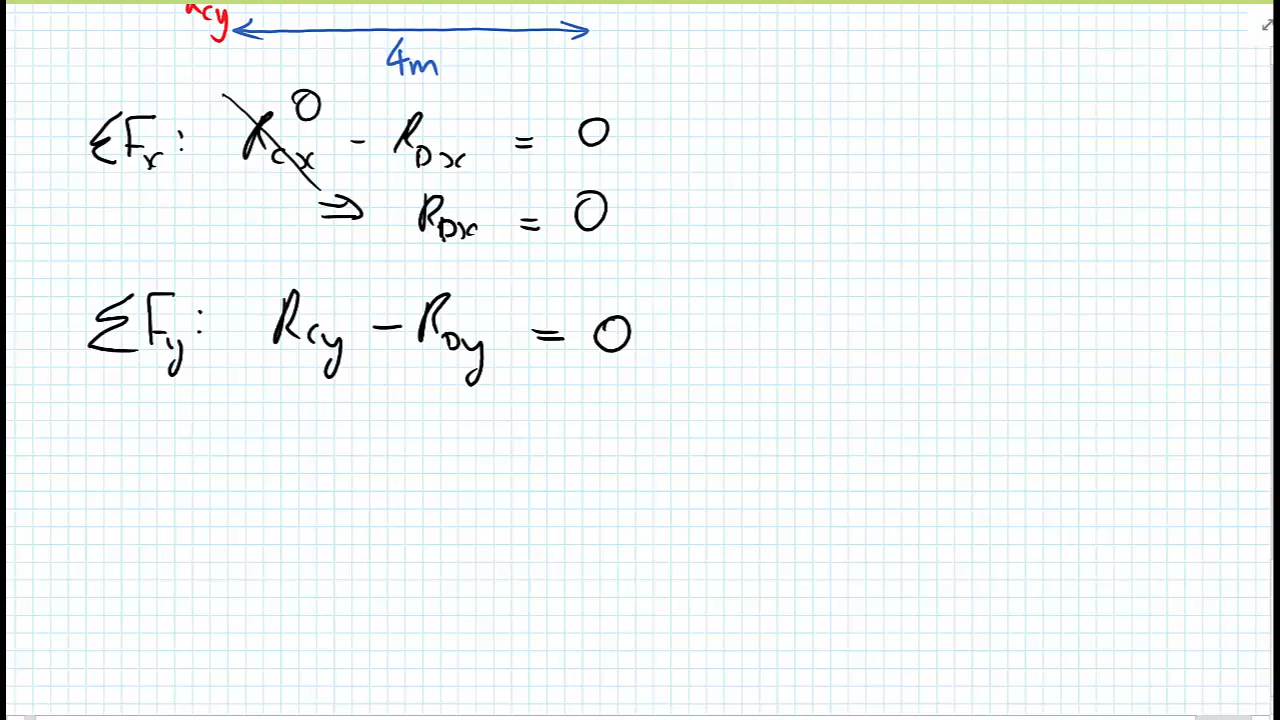 Rcy
4m
ΣFx: Rcx 0 - RDx = 0
⇒ RDx = 0
ΣFy: Rcy - RDy = 0